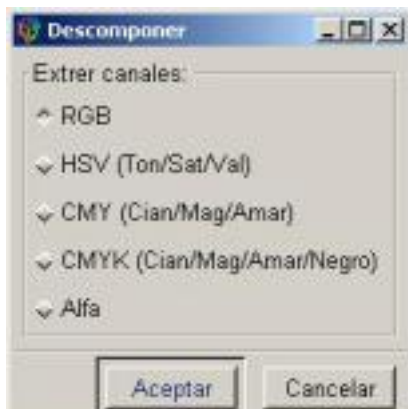 Descomponer
Extrer canales:
RGB
HSV (Ton/Sat/Val)
CMY (Cian/Mag/Amar)
CMYK (Cian/Mag/Amar/Negro)
Alfa
Aceptar Cancelar